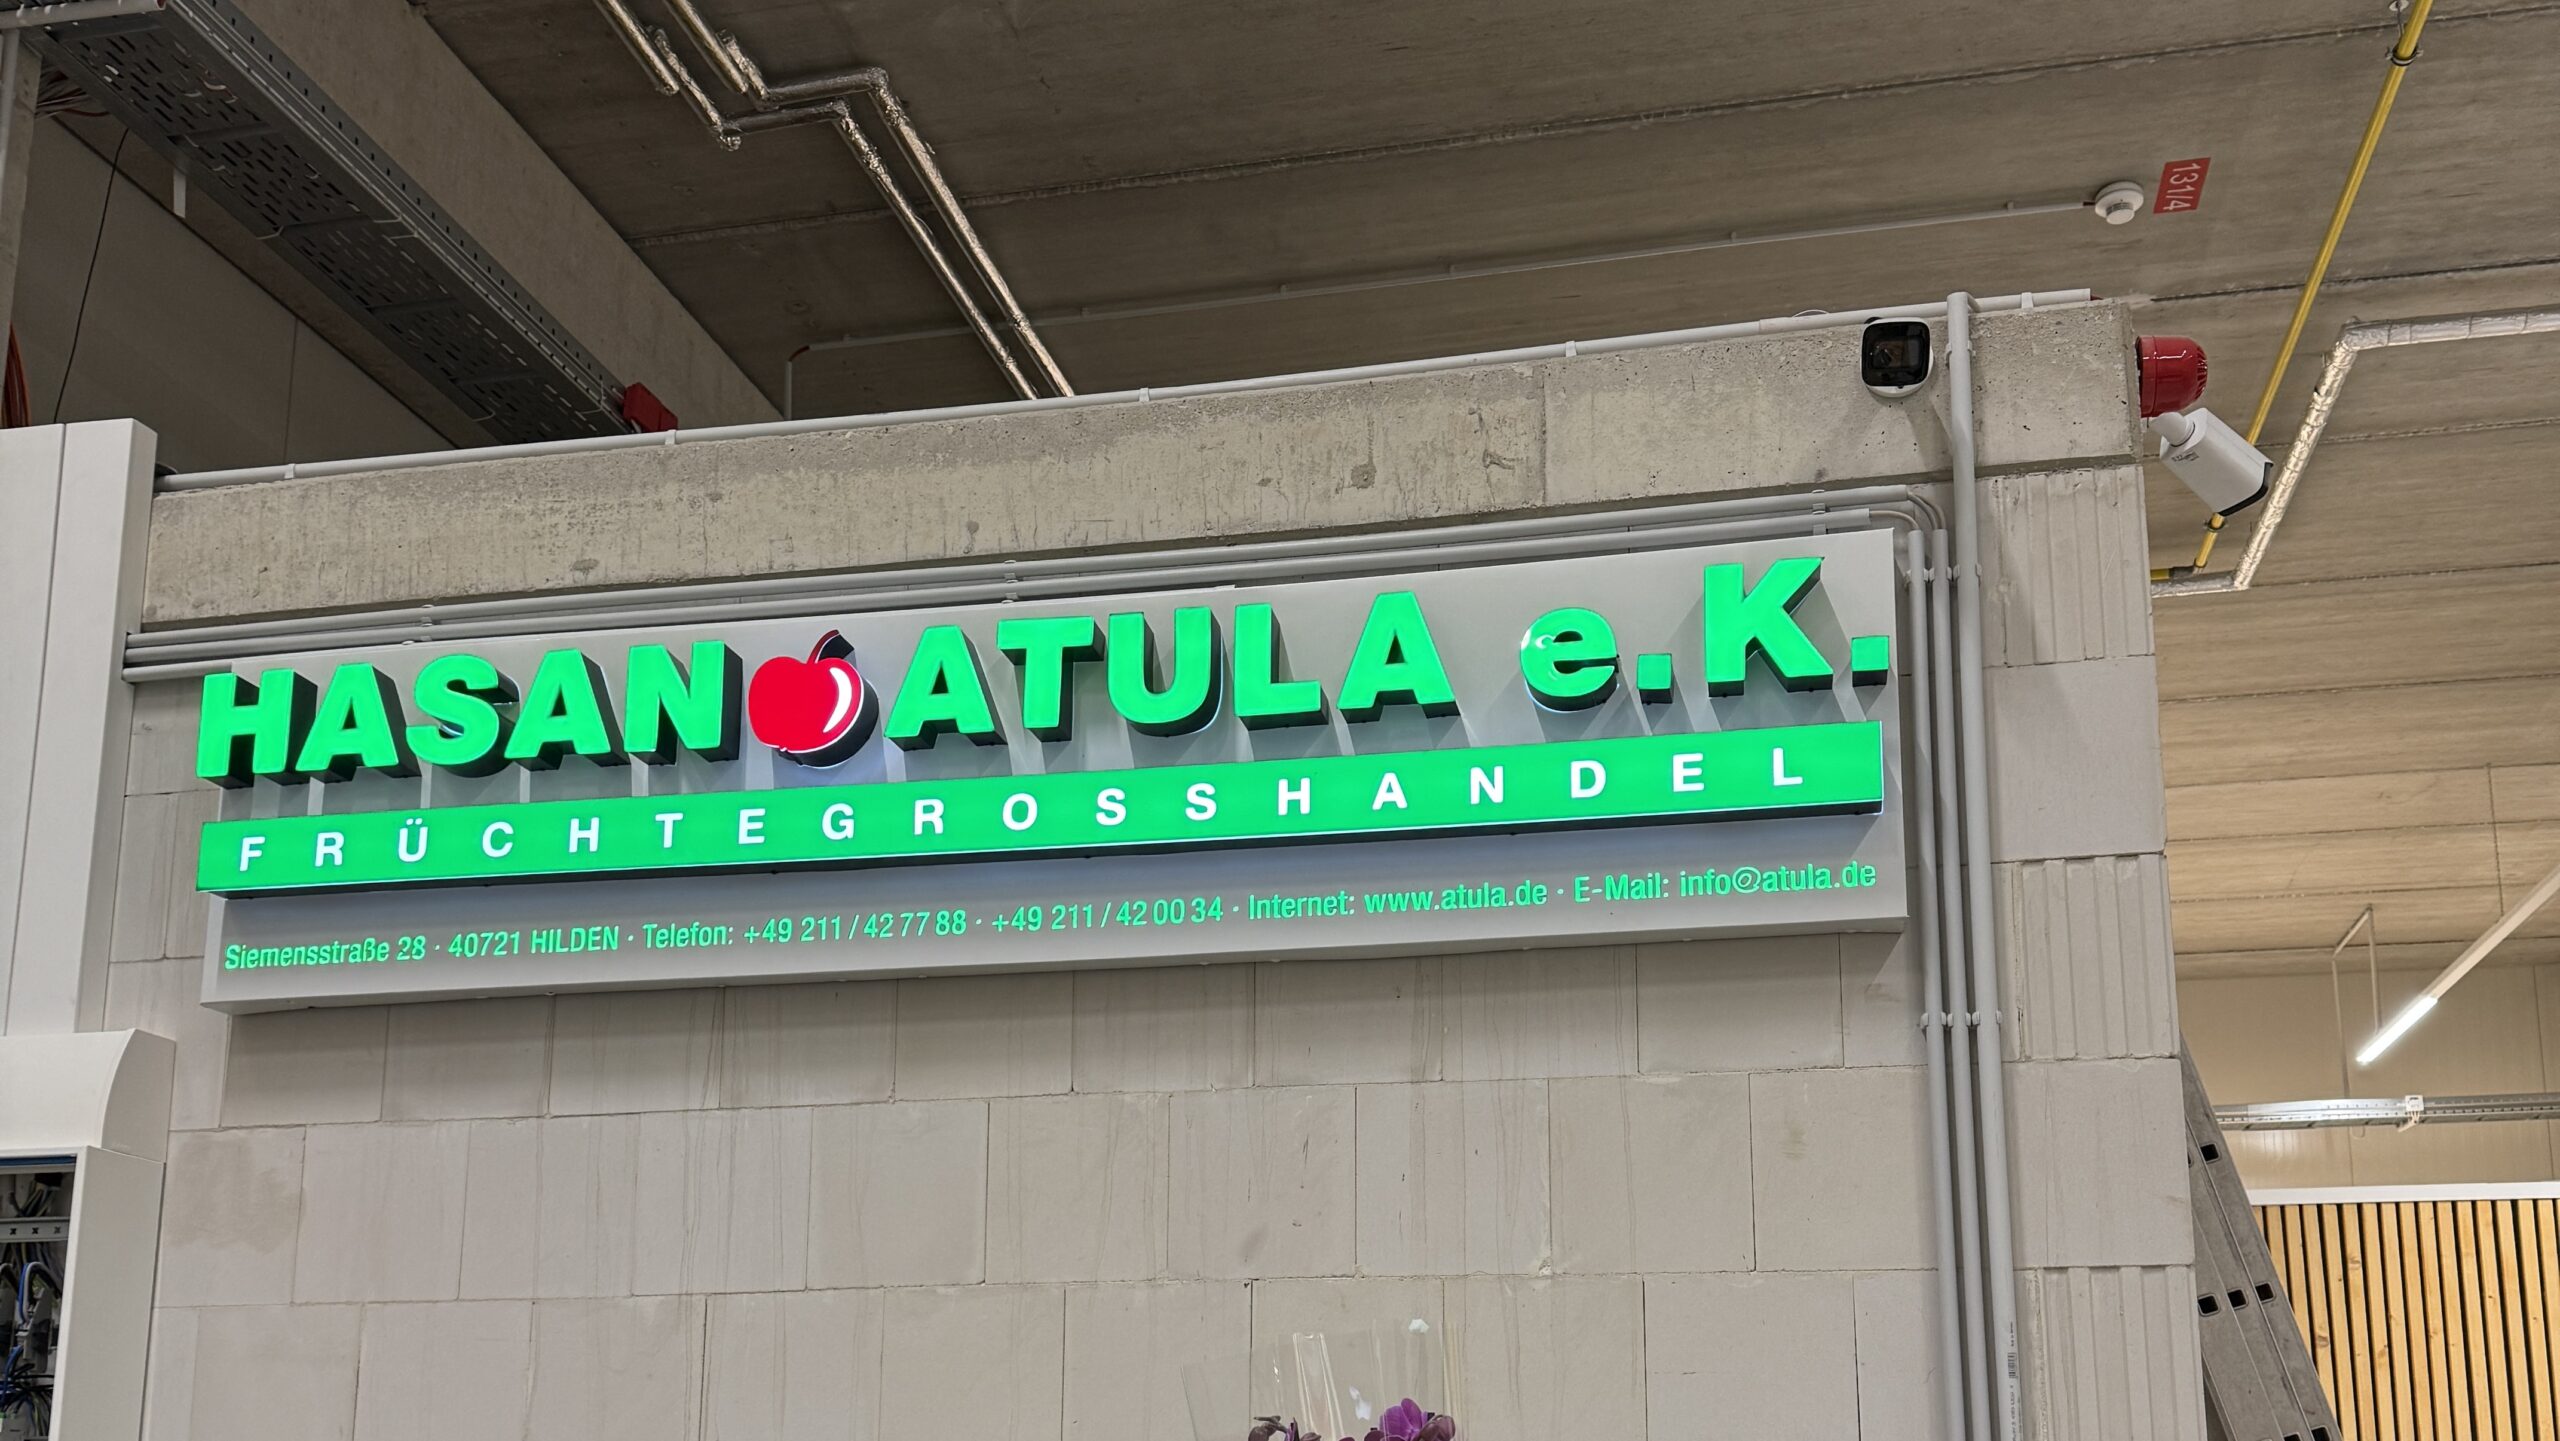 131/4
HASAN ATULA e.K.
FRÜCHTEGROSSHANDEL
Siemensstraße 28 · 40721 HILDEN · Telefon: +49 211 / 42 77 88 · +49 211 / 42 00 34 · Internet: www.atula.de · E-Mail: info@atula.de